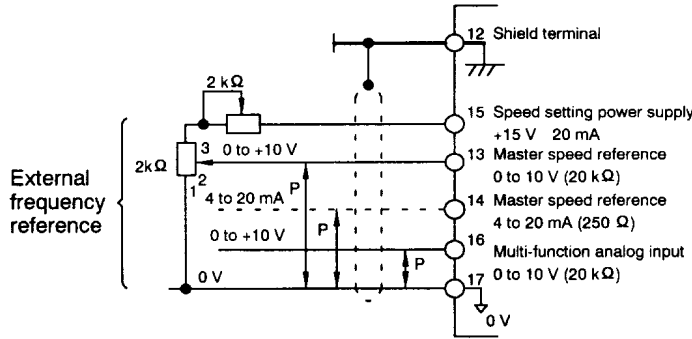 12 Shield terminal
2 kΩ
15 Speed setting power supply
+15 V 20 mA
3 0 to +10 V
13 Master speed reference
2kΩ
0 to 10 V (20 kΩ)
1 2
P
External
frequency
reference
4 to 20 mA
14 Master speed reference
P
4 to 20 mA (250 Ω)
0 to +10V
16 Multi-function analog input
P
0 to 10 V (20 kΩ)
0 V
17
0 V